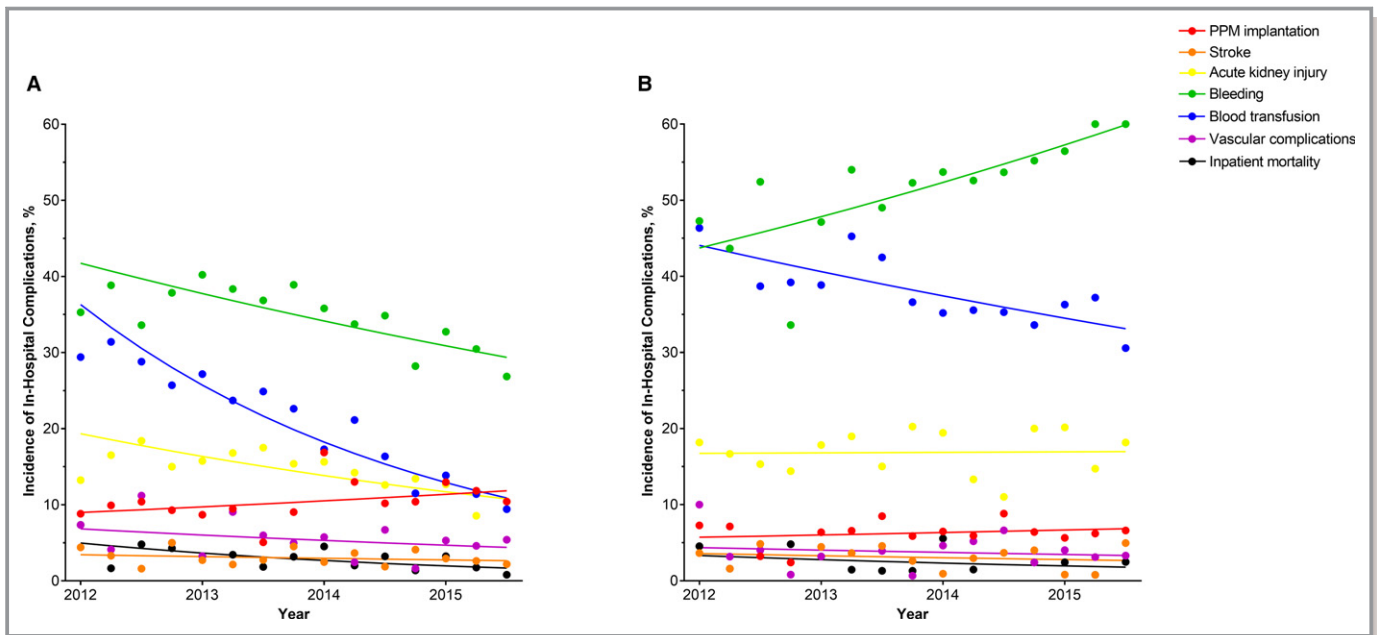 PPM implantation
Stroke
Acute kidney injury
Bleeding
Blood transfusion
Vascular complications
Inpatient mortality
A
Incidence of In-Hospital Complications, %
60
50
40
30
20
10
0
2012 2013 2014 2015
Year
B
Incidence of In-Hospital Complications, %
60
50
40
30
20
10
0
2012 2013 2014 2015
Year